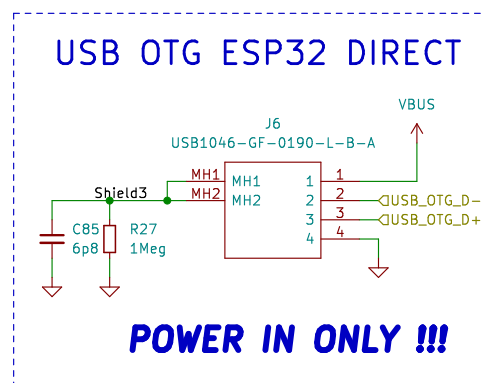 USB OTG ESP32 DIRECT
VBUS
J6
USB1046-GF-0190-L-B-A
MH1 MH1 1 1
Shield3 MH2 MH2 2 2 USB_OTG_D-
3 3 USB_OTG_D+
C85 R27 4 4
6p8 1Meg
POWER IN ONLY !!!